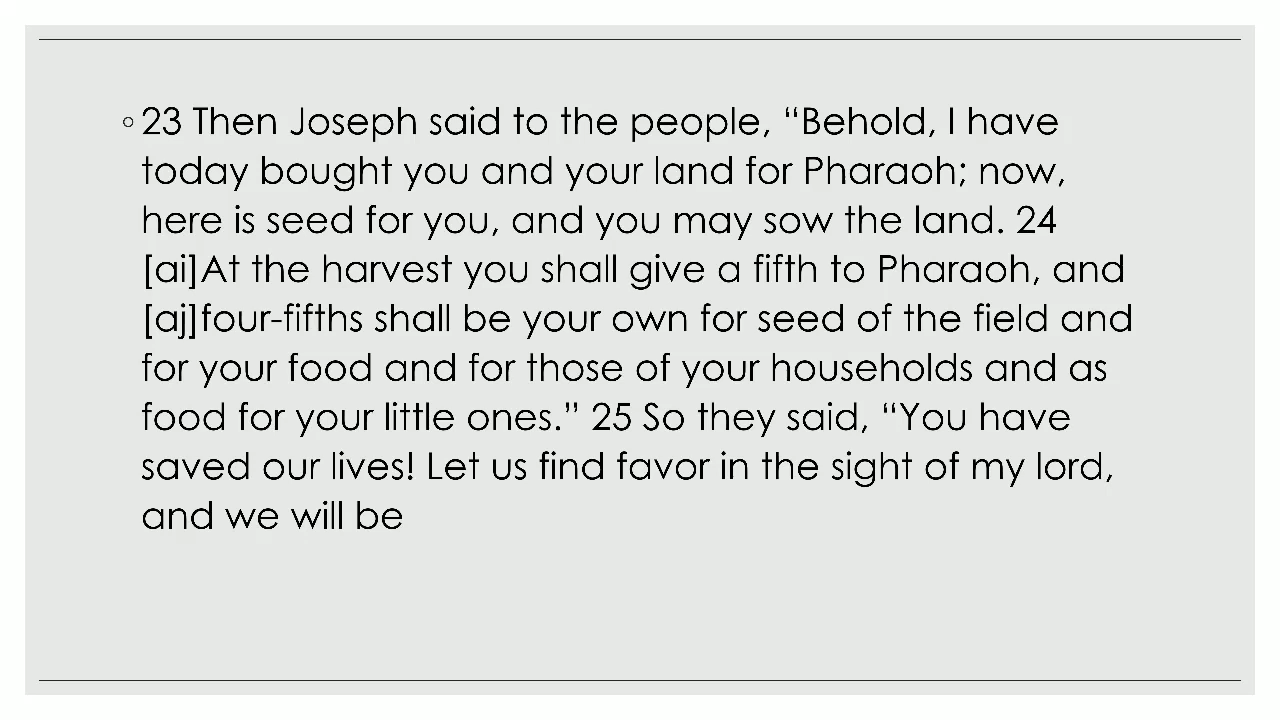 ◦ 23 Then Joseph said to the people, “Behold, I have
today bought you and your land for Pharaoh; now,
here is seed for you, and you may sow the land. 24
[ai]At the harvest you shall give a fifth to Pharaoh, and
[aj]four-fifths shall be your own for seed of the field and
for your food and for those of your households and as
food for your little ones.” 25 So they said, “You have
saved our lives! Let us find favor in the sight of my lord,
and we will be